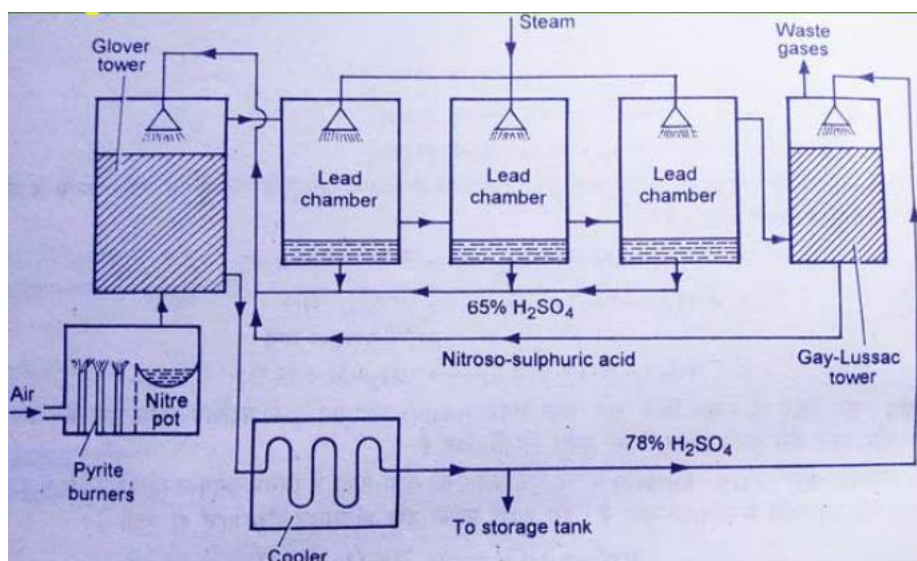 Steam
Waste
gases
Glover
tower
Lead
chamber
Lead
chamber
Lead
chamber
65% H₂SO₄
Nitroso-sulphuric acid
Gay-Lussac
tower
Air
Nitre
pot
Pyrite
burners
78% H₂SO₄
To storage tank
Cooler